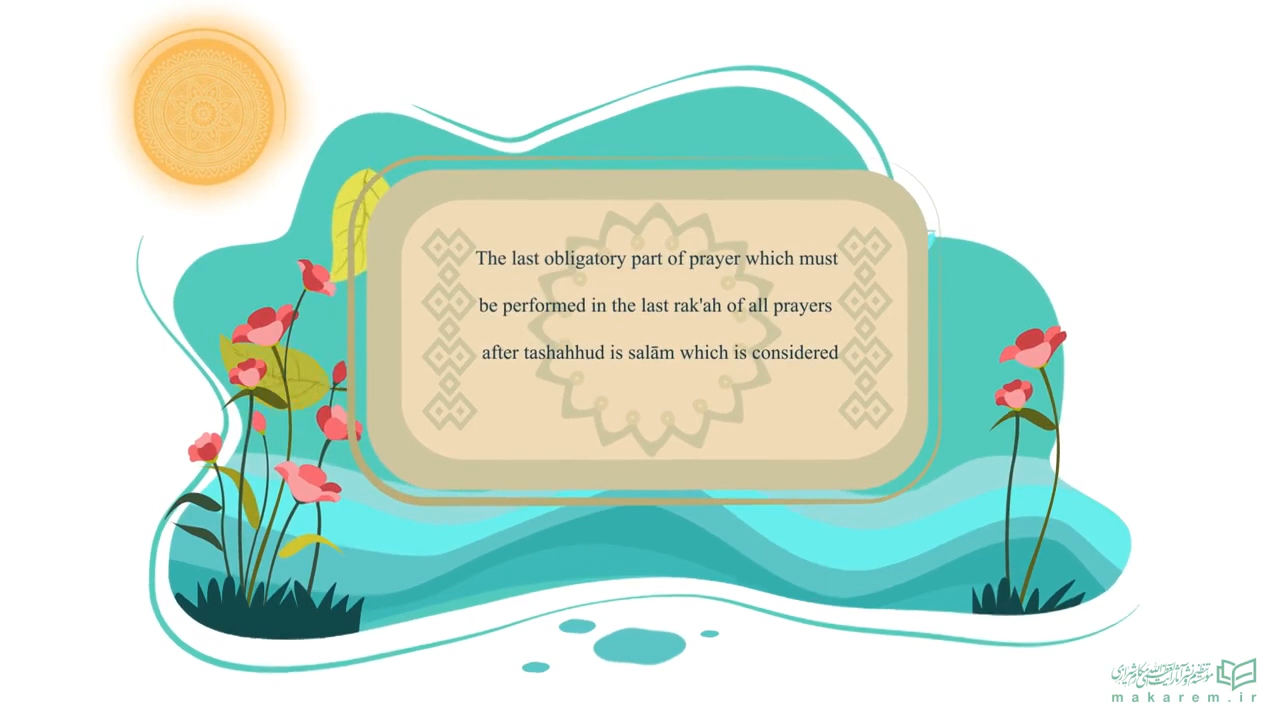 The last obligatory part of prayer which must
be performed in the last rak'ah of all prayers
after tashahhud is salām which is considered
makarem.ir